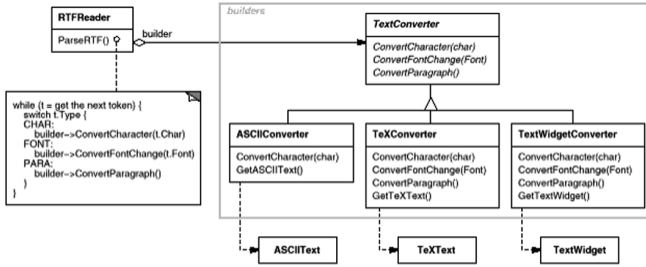 builders
RTFReader
ParseRTF()
builder
TextConverter
ConvertCharacter(char)
ConvertFontChange(Font)
ConvertParagraph()
while (t = get the next token) {
switch t.Type {
CHAR:
builder->ConvertCharacter(t.Char)
FONT:
builder->ConvertFontChange(t.Font)
PARA:
builder->ConvertParagraph()
}
}
ASCIIConverter
ConvertCharacter(char)
GetASCIIText()
TeXConverter
ConvertCharacter(char)
ConvertFontChange(Font)
ConvertParagraph()
GetTeXText()
TextWidgetConverter
ConvertCharacter(char)
ConvertFontChange(Font)
ConvertParagraph()
GetTextWidget()
ASCIIText
TeXText
TextWidget